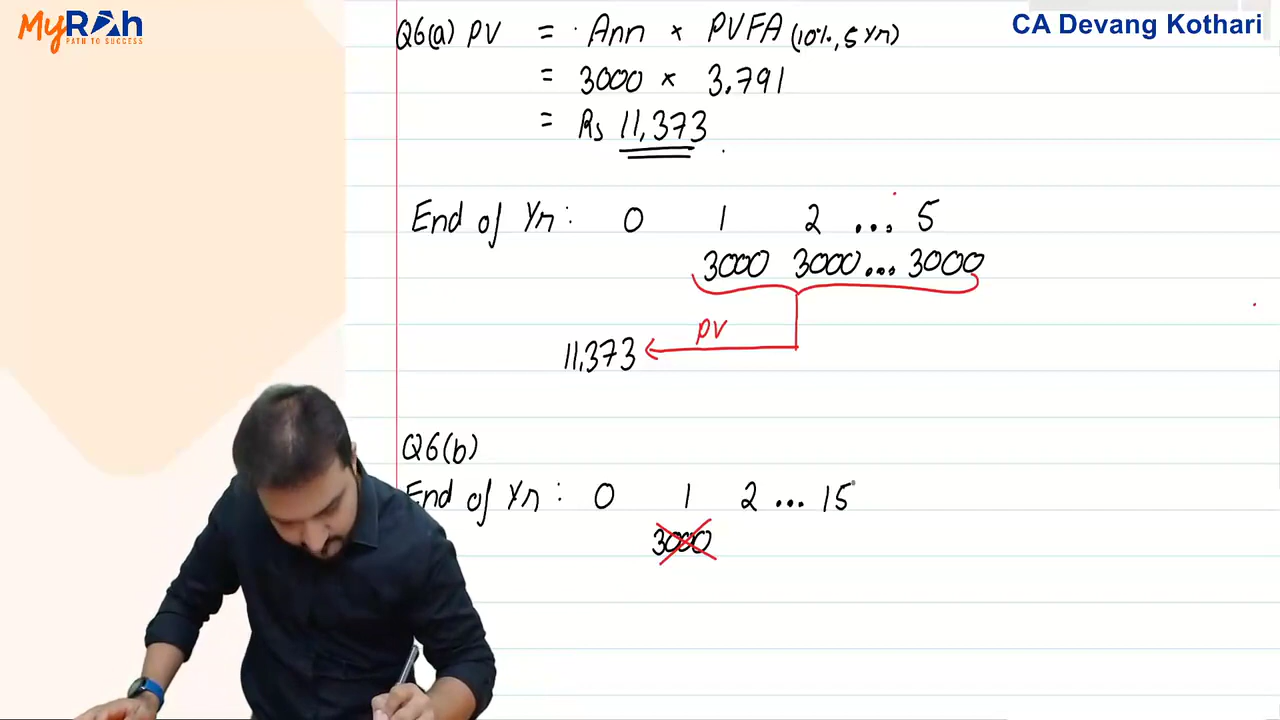 MyRAh
PATH TO SUCCESS
CA Devang Kothari
Q6(a) PV = Ann × PVFA (10%, 5 Yr)
= 3000 × 3.791
= Rs 11,373
End of Yr: 0 1 2 ... 5
3000 3000... 3000
PV
11,373
Q6(b)
End of Yr: 0 1 2 ... 15
3000